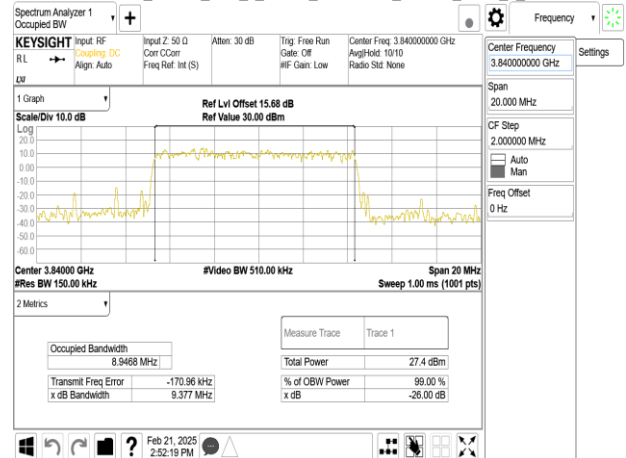 Spectrum Analyzer 1
Occupied BW
+
Frequency
KEYSIGHT
RL
LXI
Input: RF
Coupling: DC
Align: Auto
Input Z: 50 Ω
Corr CCorr
Freq Ref: Int (S)
Atten: 30 dB
Trig: Free Run
Gate: Off
#IF Gain: Low
Center Freq: 3.840000000 GHz
Avg|Hold: 10/10
Radio Std: None
Center Frequency
3.840000000 GHz
Settings
Span
20.000 MHz
CF Step
2.000000 MHz
Auto
Man
Freq Offset
0 Hz
1 Graph
Scale/Div 10.0 dB
Ref Lvl Offset 15.68 dB
Ref Value 30.00 dBm
Log
20.0
10.0
0.00
-10.0
-20.0
-30.0
-40.0
-50.0
-60.0
Center 3.84000 GHz
#Res BW 150.00 kHz
#Video BW 510.00 kHz
Span 20 MHz
Sweep 1.00 ms (1001 pts)
2 Metrics
Measure Trace Trace 1
Occupied Bandwidth
8.9468 MHz
Total Power 27.4 dBm
Transmit Freq Error -170.96 kHz
% of OBW Power 99.00 %
x dB Bandwidth 9.377 MHz
x dB -26.00 dB
?
Feb 21, 2025
2:52:19 PM